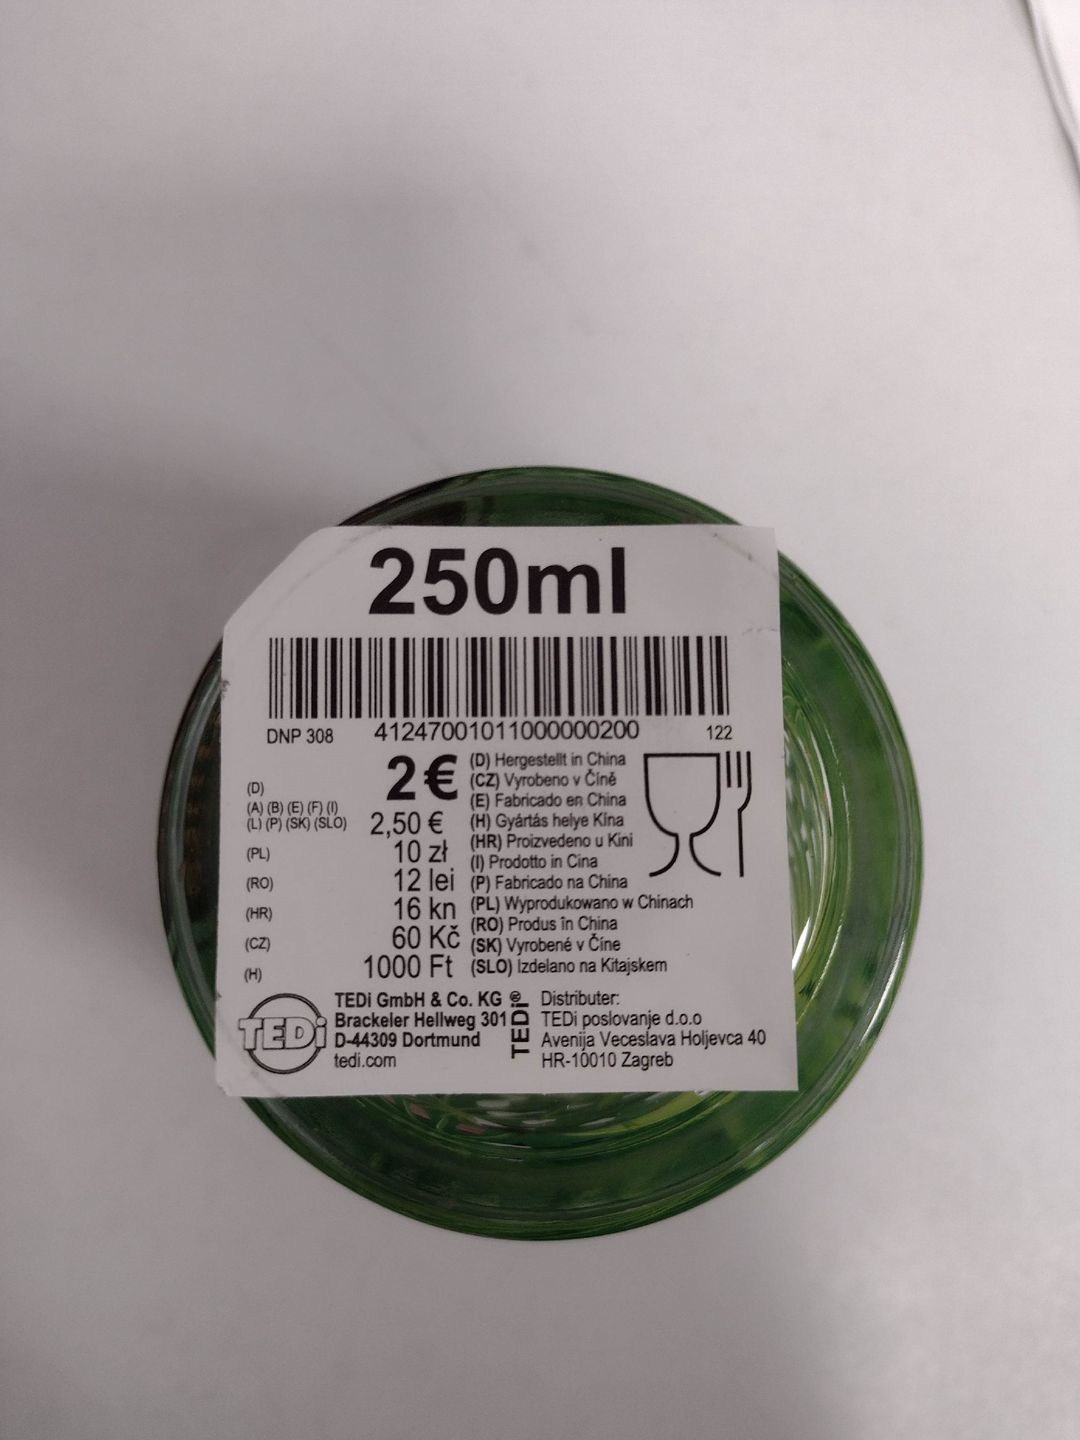 250ml
DNP 308 41247001011000000200 122
(D) 2 €
(A) (B) (E) (F) (I)
(L) (P) (SK) (SLO) 2,50 €
(PL) 10 zł
(RO) 12 lei
(HR) 16 kn
(CZ) 60 Kč
(H) 1000 Ft
(D) Hergestellt in China
(CZ) Vyrobeno v Číně
(E) Fabricado en China
(H) Gyártás helye Kína
(HR) Proizvedeno u Kini
(I) Prodotto in Cina
(P) Fabricado na China
(PL) Wyprodukowano w Chinach
(RO) Produs în China
(SK) Vyrobené v Číne
(SLO) Izdelano na Kitajskem
TEDi
TEDi GmbH & Co. KG
Brackeler Hellweg 301
D-44309 Dortmund
tedi.com
TEDi®
Distributer:
TEDi poslovanje d.o.o
Avenija Veceslava Holjevca 40
HR-10010 Zagreb